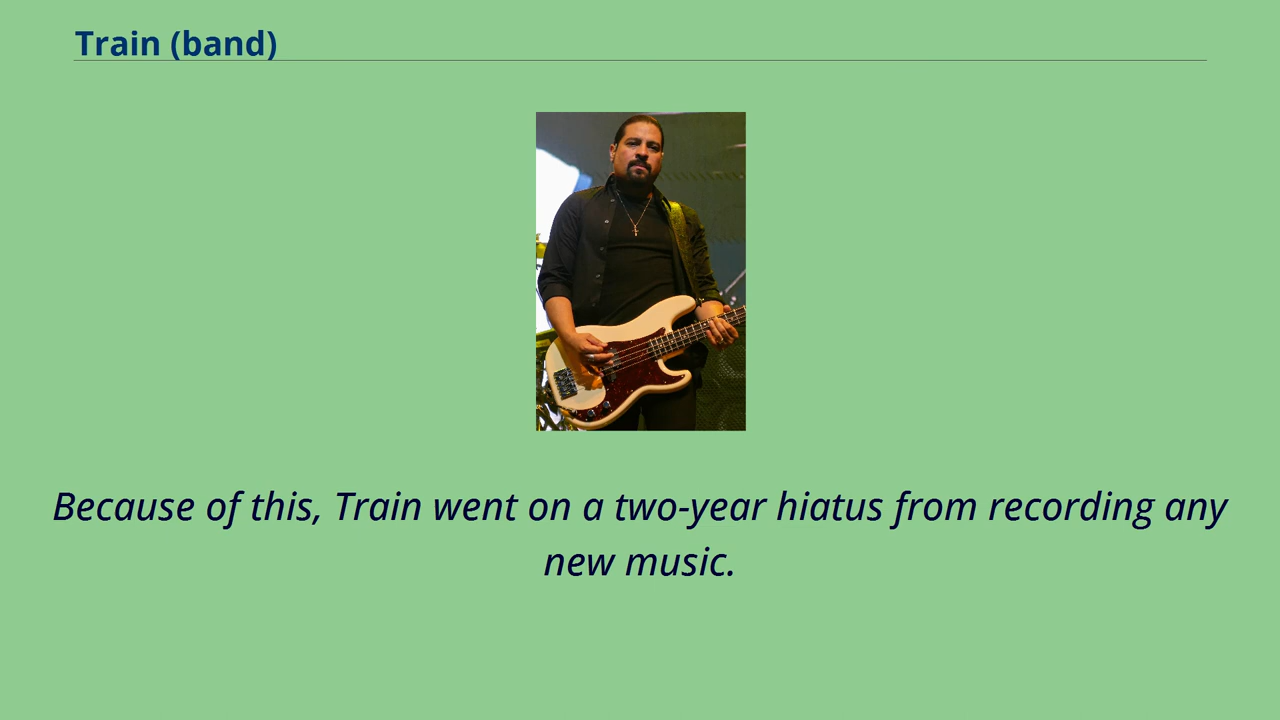 Train (band)
Because of this, Train went on a two-year hiatus from recording any
new music.